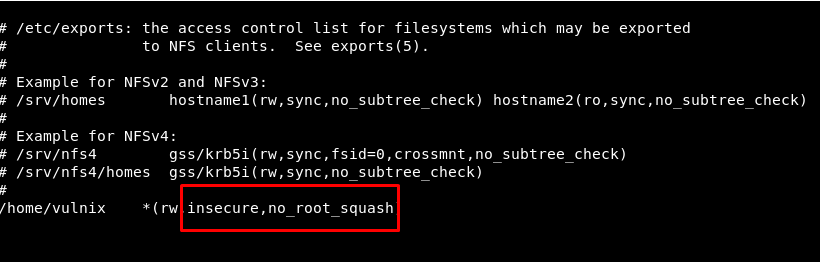 # /etc/exports: the access control list for filesystems which may be exported
#               to NFS clients.  See exports(5).
#
# Example for NFSv2 and NFSv3:
# /srv/homes       hostname1(rw,sync,no_subtree_check) hostname2(ro,sync,no_subtree_check)
#
# Example for NFSv4:
# /srv/nfs4        gss/krb5i(rw,sync,fsid=0,crossmnt,no_subtree_check)
# /srv/nfs4/homes  gss/krb5i(rw,sync,no_subtree_check)
#
/home/vulnix    *(rw,insecure,no_root_squash)